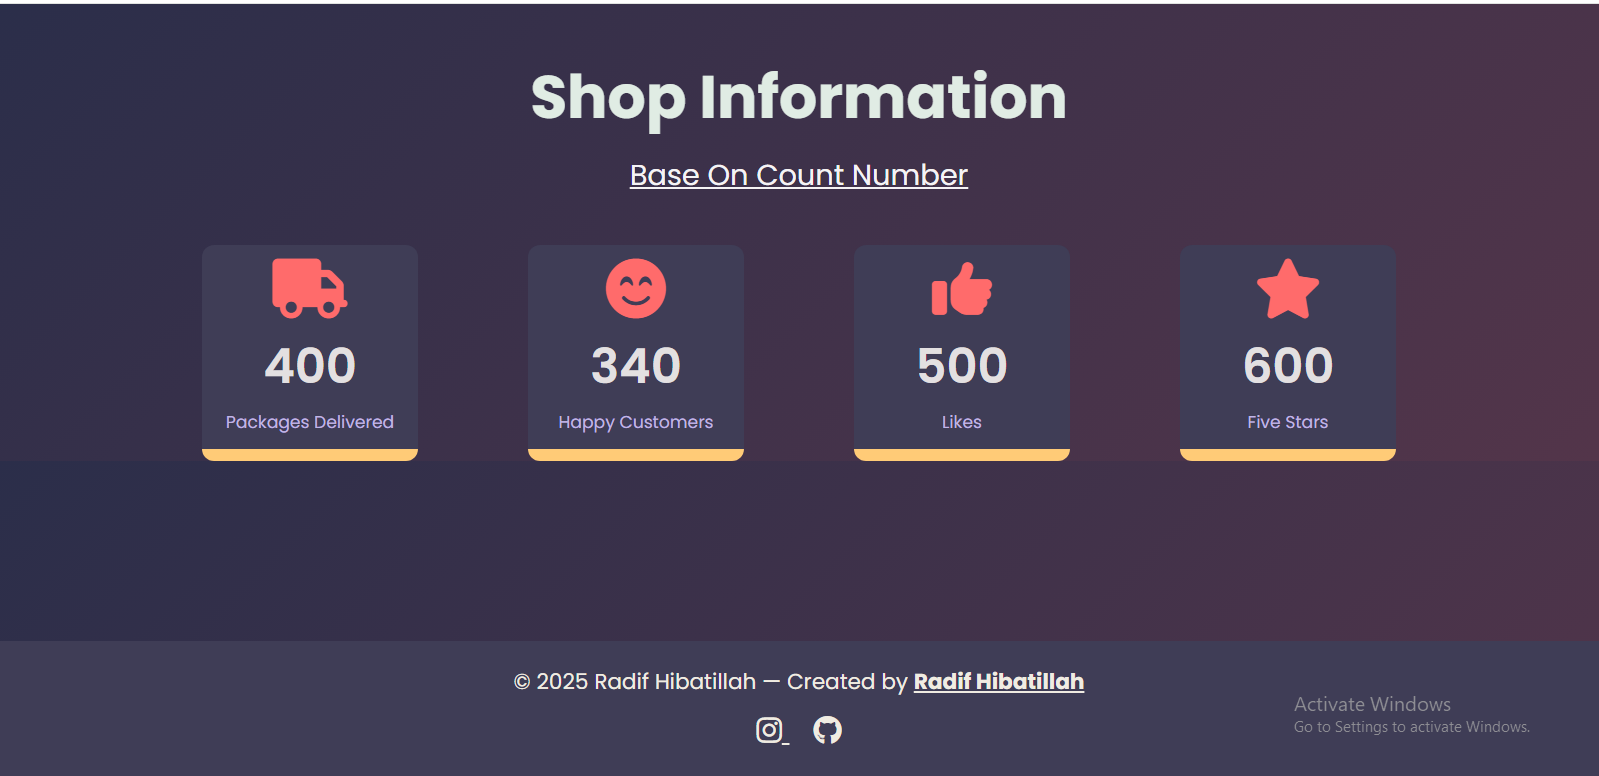 Shop Information
Base On Count Number
400
Packages Delivered
340
Happy Customers
500
Likes
600
Five Stars
© 2025 Radif Hibatillah — Created by Radif Hibatillah
Activate Windows
Go to Settings to activate Windows.